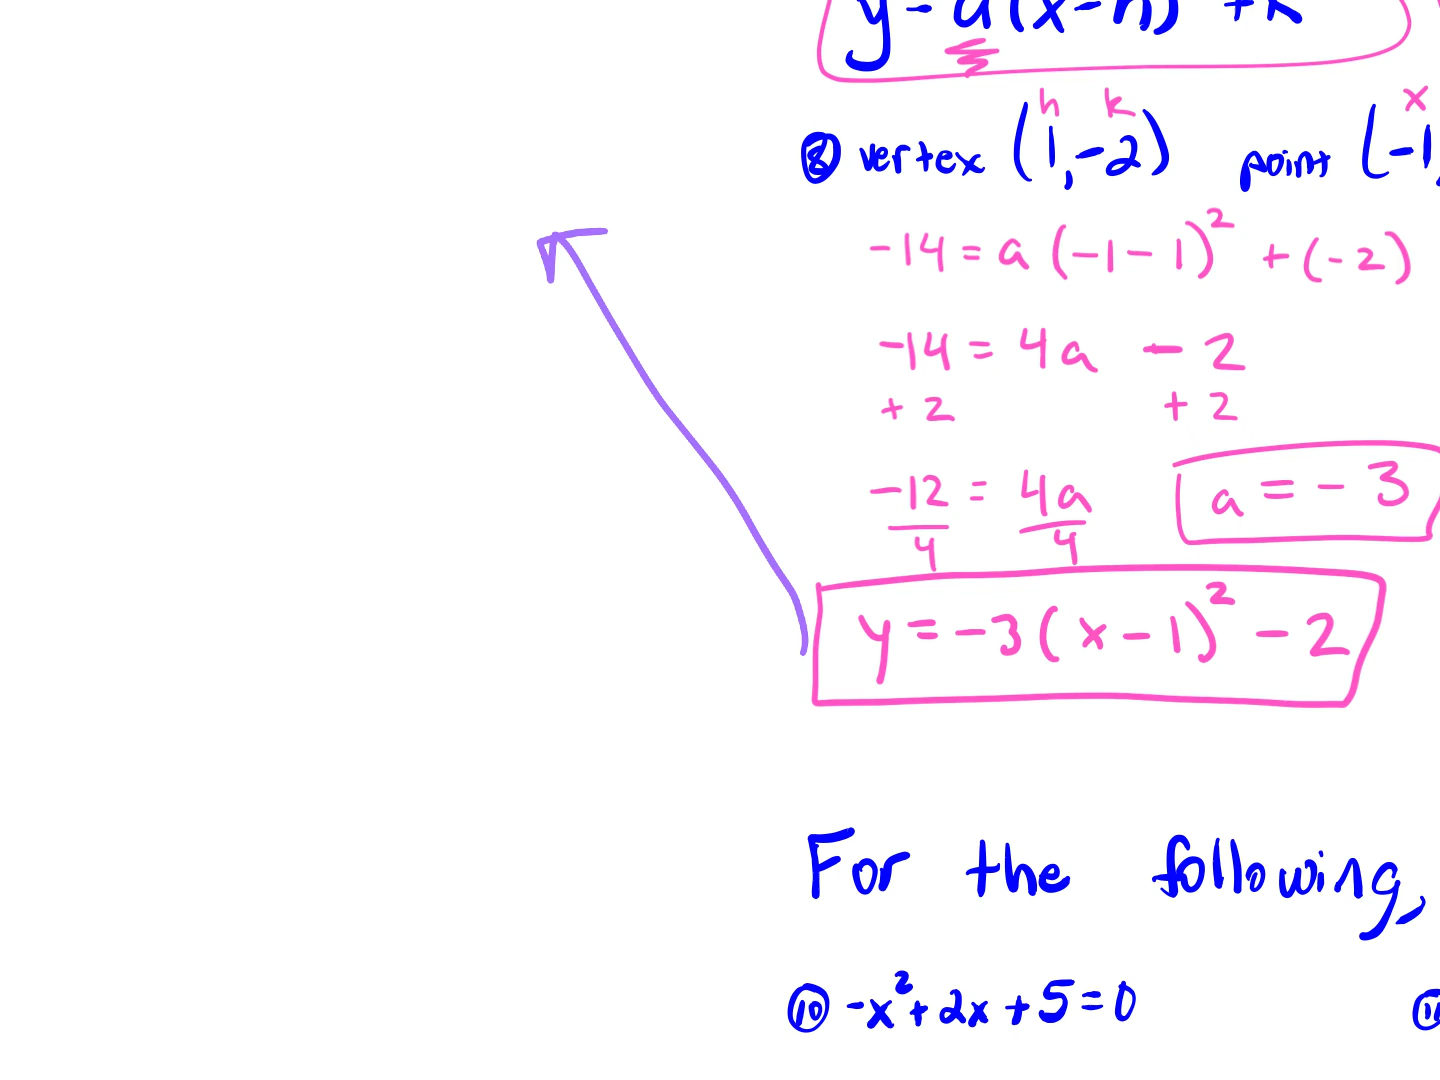 y = a(x-h)² + k
h k x
⑧ vertex (1,-2) point (-1,
-14 = a (-1-1)² + (-2)
-14 = 4a - 2
+ 2 + 2
-12 = 4a a = -3
4 4
y = -3(x-1)² - 2
For the following,
⑩ -x² + 2x + 5 = 0